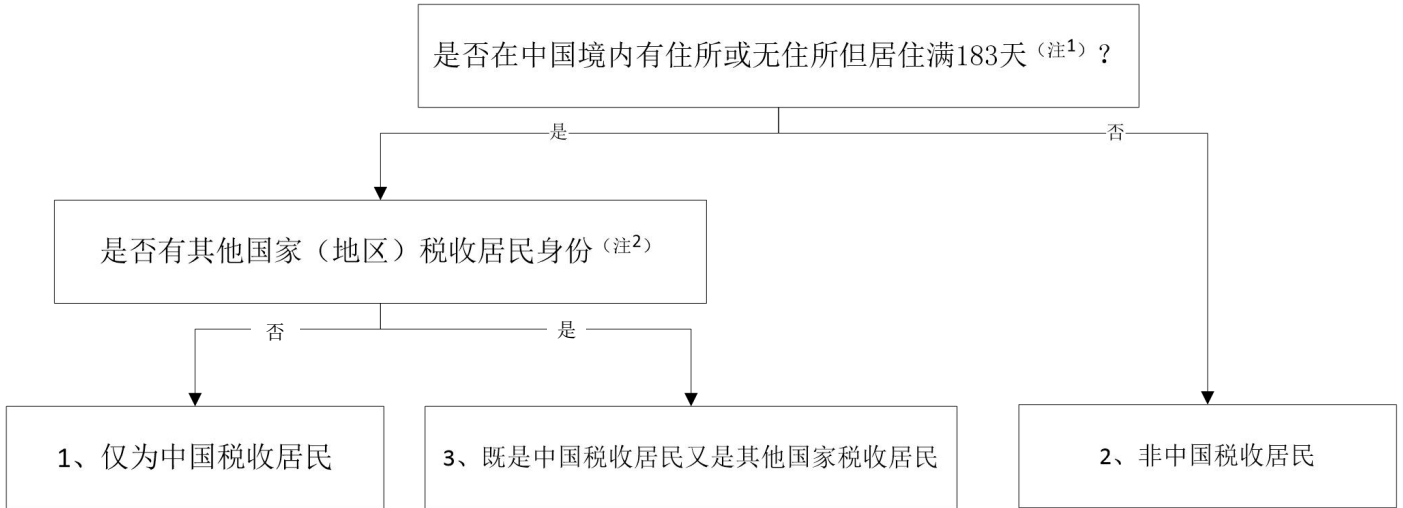 是否在中国境内有住所或无住所但居住满183天（注1）？
是
否
是否有其他国家（地区）税收居民身份（注2）
否
是
1、仅为中国税收居民
3、既是中国税收居民又是其他国家税收居民
2、非中国税收居民